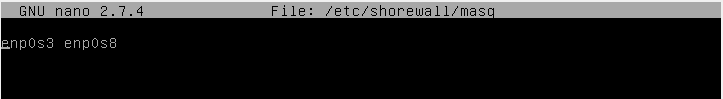 GNU nano 2.7.4 File: /etc/shorewall/masq
enp0s3 enp0s8